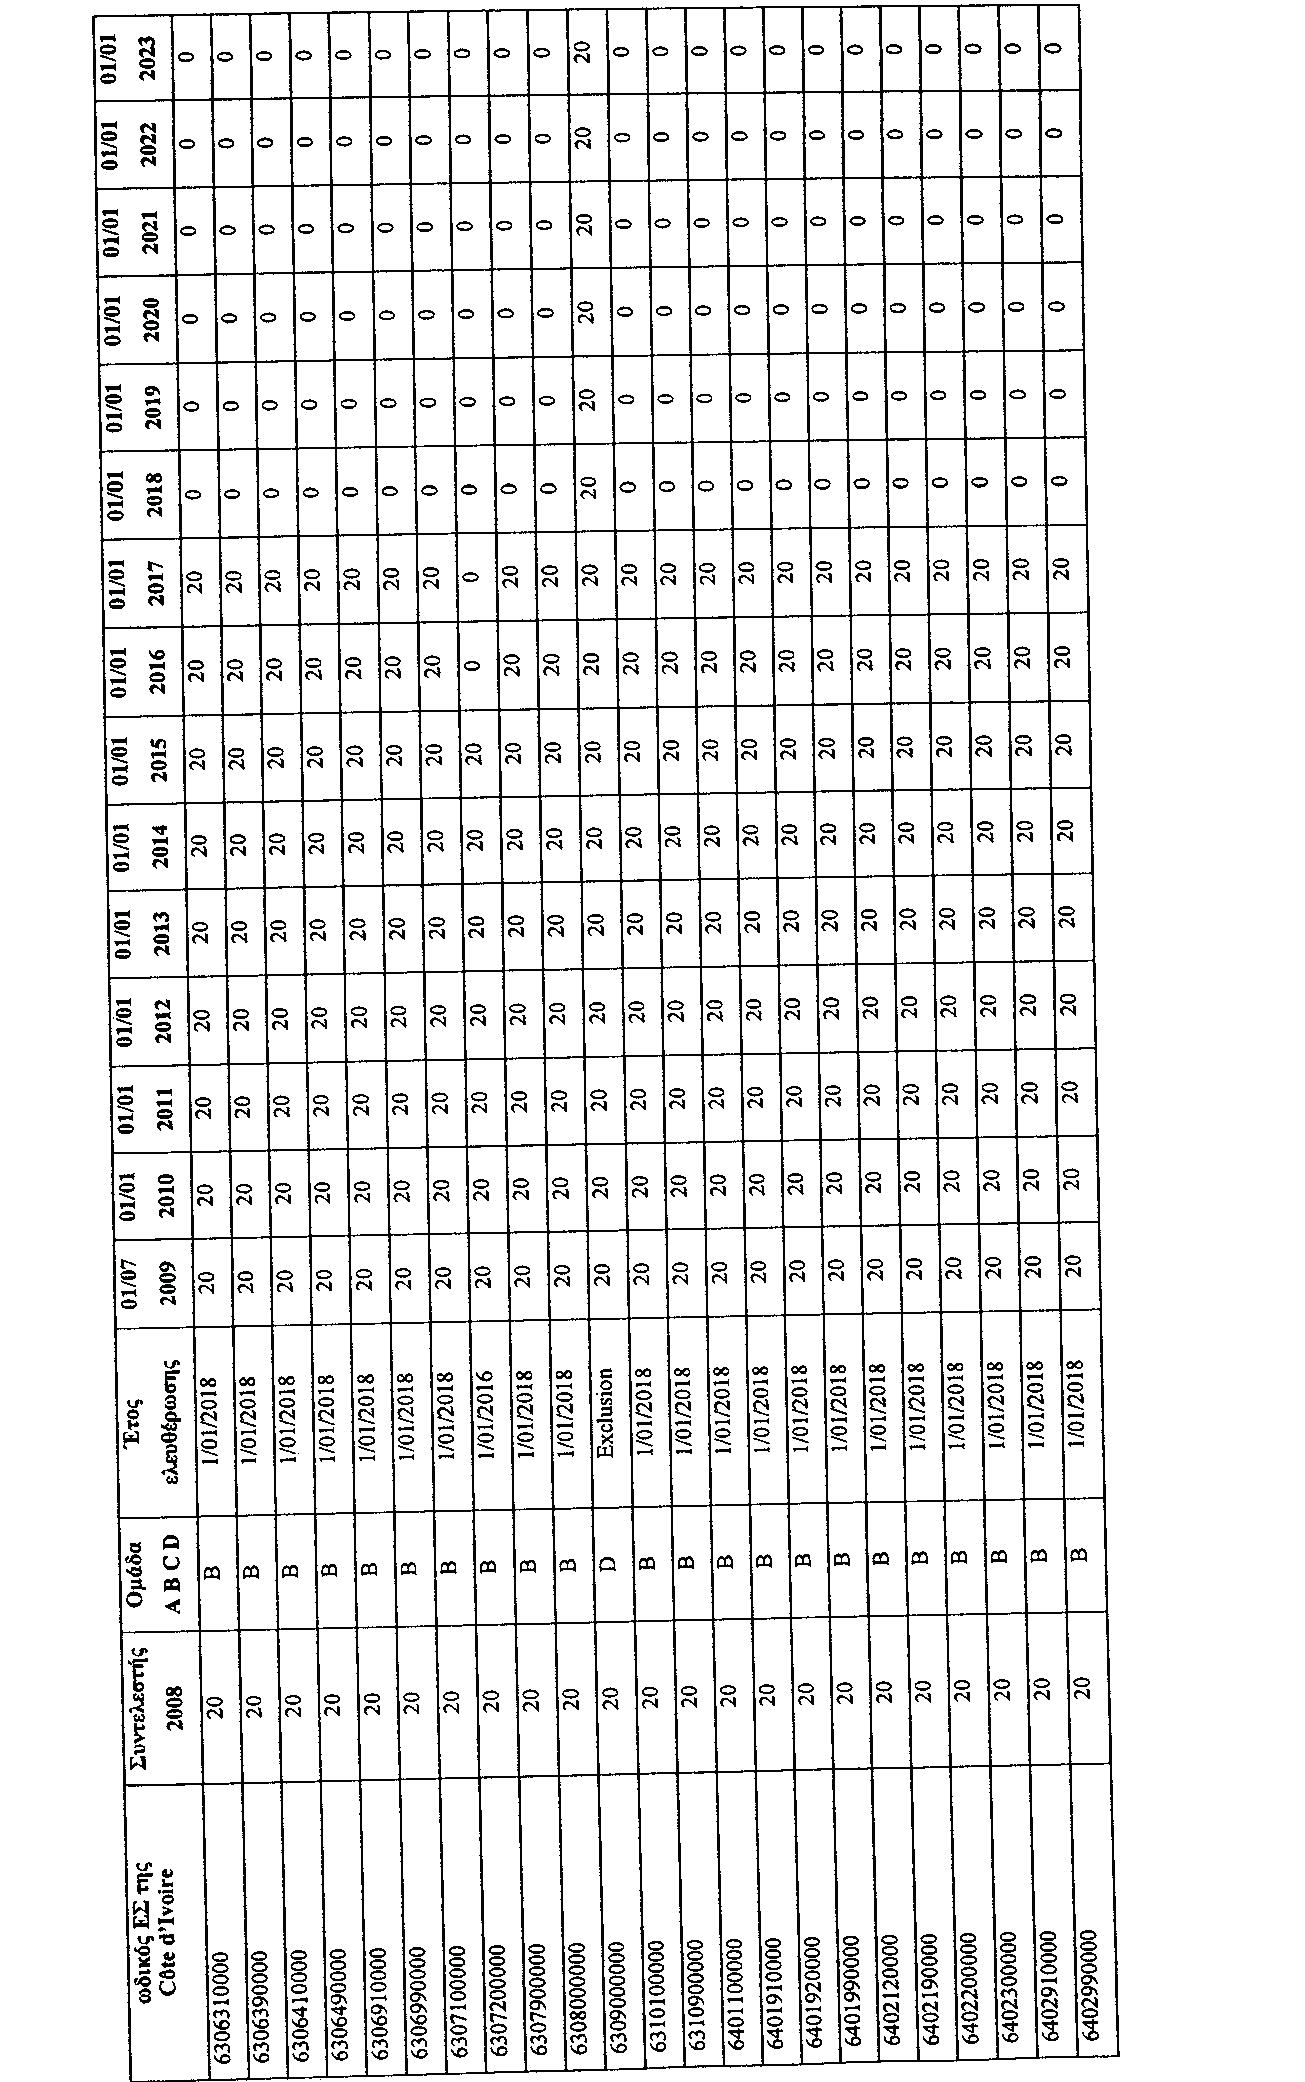 οδικός ΕΣ της Côte d'Ivoire Συντελεστής 2008 Ομάδα A B C D Έτος ελευθέρωσης 01/07 2009 01/01 2010 01/01 2011 01/01 2012 01/01 2013 01/01 2014 01/01 2015 01/01 2016 01/01 2017 01/01 2018 01/01 2019 01/01 2020 01/01 2021 01/01 2022 01/01 2023
6306310000 20 B 1/01/2018 20 20 20 20 20 20 20 20 20 0 0 0 0 0 0
6306390000 20 B 1/01/2018 20 20 20 20 20 20 20 20 20 0 0 0 0 0 0
6306410000 20 B 1/01/2018 20 20 20 20 20 20 20 20 20 0 0 0 0 0 0
6306490000 20 B 1/01/2018 20 20 20 20 20 20 20 20 20 0 0 0 0 0 0
6306910000 20 B 1/01/2018 20 20 20 20 20 20 20 20 20 0 0 0 0 0 0
6306990000 20 B 1/01/2018 20 20 20 20 20 20 20 20 20 0 0 0 0 0 0
6307100000 20 B 1/01/2018 20 20 20 20 20 20 20 20 20 0 0 0 0 0 0
6307200000 20 B 1/01/2016 20 20 20 20 20 20 20 0 0 0 0 0 0 0 0
6307900000 20 B 1/01/2018 20 20 20 20 20 20 20 20 20 0 0 0 0 0 0
6308000000 20 B 1/01/2018 20 20 20 20 20 20 20 20 20 0 0 0 0 0 0
6309000000 20 D Exclusion 20 20 20 20 20 20 20 20 20 20 20 20 20 20 20
6310100000 20 B 1/01/2018 20 20 20 20 20 20 20 20 20 0 0 0 0 0 0
6310900000 20 B 1/01/2018 20 20 20 20 20 20 20 20 20 0 0 0 0 0 0
6401100000 20 B 1/01/2018 20 20 20 20 20 20 20 20 20 0 0 0 0 0 0
6401910000 20 B 1/01/2018 20 20 20 20 20 20 20 20 20 0 0 0 0 0 0
6401920000 20 B 1/01/2018 20 20 20 20 20 20 20 20 20 0 0 0 0 0 0
6401990000 20 B 1/01/2018 20 20 20 20 20 20 20 20 20 0 0 0 0 0 0
6402120000 20 B 1/01/2018 20 20 20 20 20 20 20 20 20 0 0 0 0 0 0
6402190000 20 B 1/01/2018 20 20 20 20 20 20 20 20 20 0 0 0 0 0 0
6402200000 20 B 1/01/2018 20 20 20 20 20 20 20 20 20 0 0 0 0 0 0
6402300000 20 B 1/01/2018 20 20 20 20 20 20 20 20 20 0 0 0 0 0 0
6402910000 20 B 1/01/2018 20 20 20 20 20 20 20 20 20 0 0 0 0 0 0
6402990000 20 B 1/01/2018 20 20 20 20 20 20 20 20 20 0 0 0 0 0 0